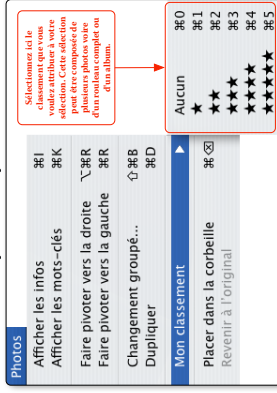 Photos
Afficher les infos ⌘I
Afficher les mots-clés ⌘K
Faire pivoter vers la droite ⌥⌘R
Faire pivoter vers la gauche ⌘R
Changement groupé... ⇧⌘B
Dupliquer ⌘D
Mon classement ▶
Placer dans la corbeille ⌘⌫
Revenir à l'original
Sélectionnez ici le
classement que vous
voulez attribuer à votre
sélection. Cette sélection
peut être composée de
plusieurs photos voire
d'un rouleau complet ou
d'un album.
Aucun ⌘0
★ ⌘1
★★ ⌘2
★★★ ⌘3
★★★★ ⌘4
★★★★★ ⌘5